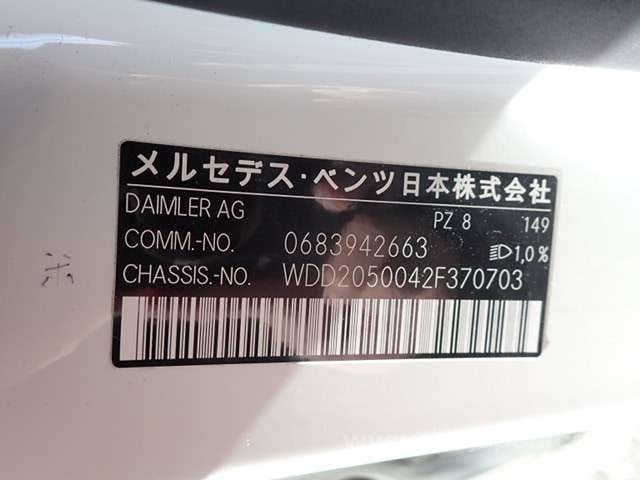 メルセデス・ベンツ日本株式会社
DAIMLER AG PZ 8 149
COMM.-NO. 0683942663 1,0%
CHASSIS.-NO. WDD2050042F370703